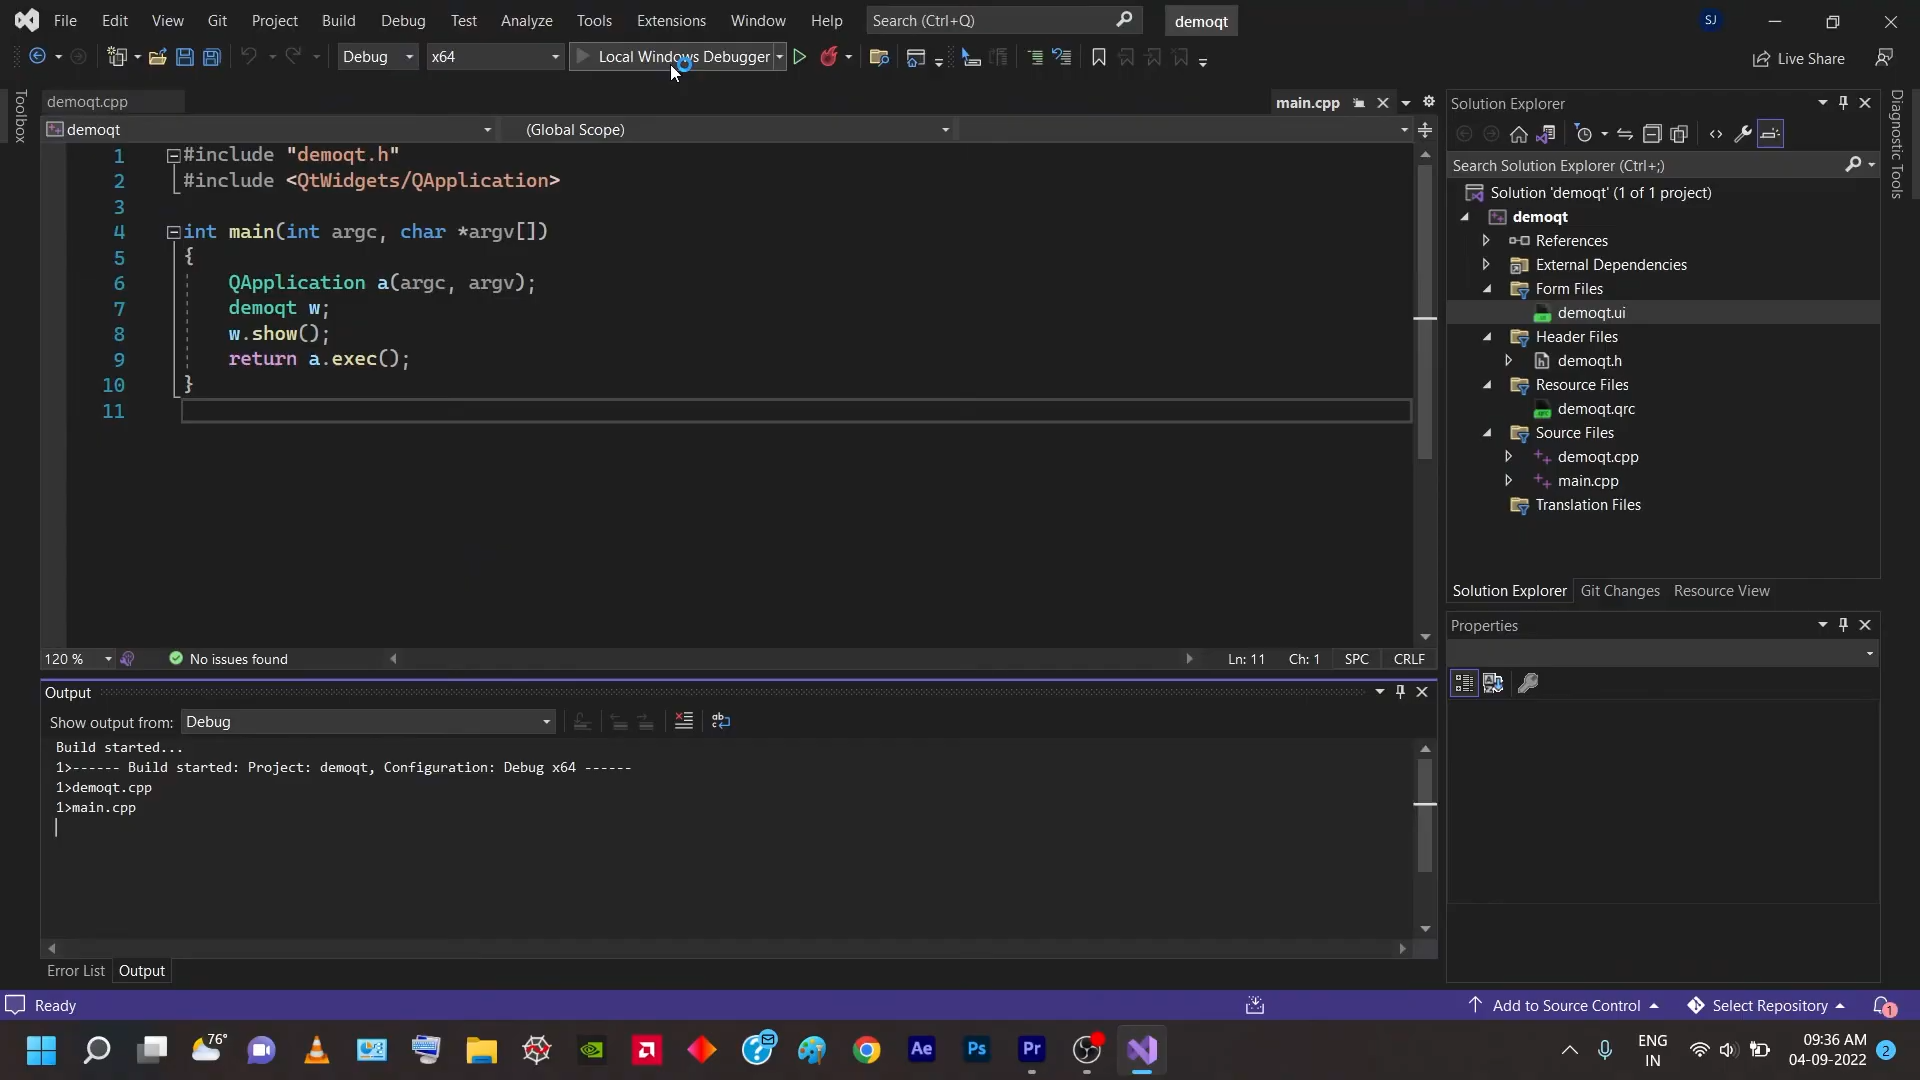 File Edit View Git Project Build Debug Test Analyze Tools Extensions Window Help Search (Ctrl+Q) demoqt SJ
Debug x64 Local Windows Debugger Live Share
Toolbox
demoqt.cpp main.cpp
demoqt (Global Scope)
1 #include "demoqt.h"
2 #include <QtWidgets/QApplication>
3
4 int main(int argc, char *argv[])
5 {
6 QApplication a(argc, argv);
7 demoqt w;
8 w.show();
9 return a.exec();
10 }
11
120 % No issues found Ln: 11 Ch: 1 SPC CRLF
Output
Show output from: Debug
Build started...
1>------ Build started: Project: demoqt, Configuration: Debug x64 ------
1>demoqt.cpp
1>main.cpp
Error List Output
Solution Explorer
Search Solution Explorer (Ctrl+;)
Solution 'demoqt' (1 of 1 project)
demoqt
References
External Dependencies
Form Files
demoqt.ui
Header Files
demoqt.h
Resource Files
demoqt.qrc
Source Files
demoqt.cpp
main.cpp
Translation Files
Solution Explorer Git Changes Resource View
Properties
Diagnostic Tools
Ready Add to Source Control Select Repository 1
76° Ae Ps Pr ENG 09:36 AM
IN 04-09-2022 2